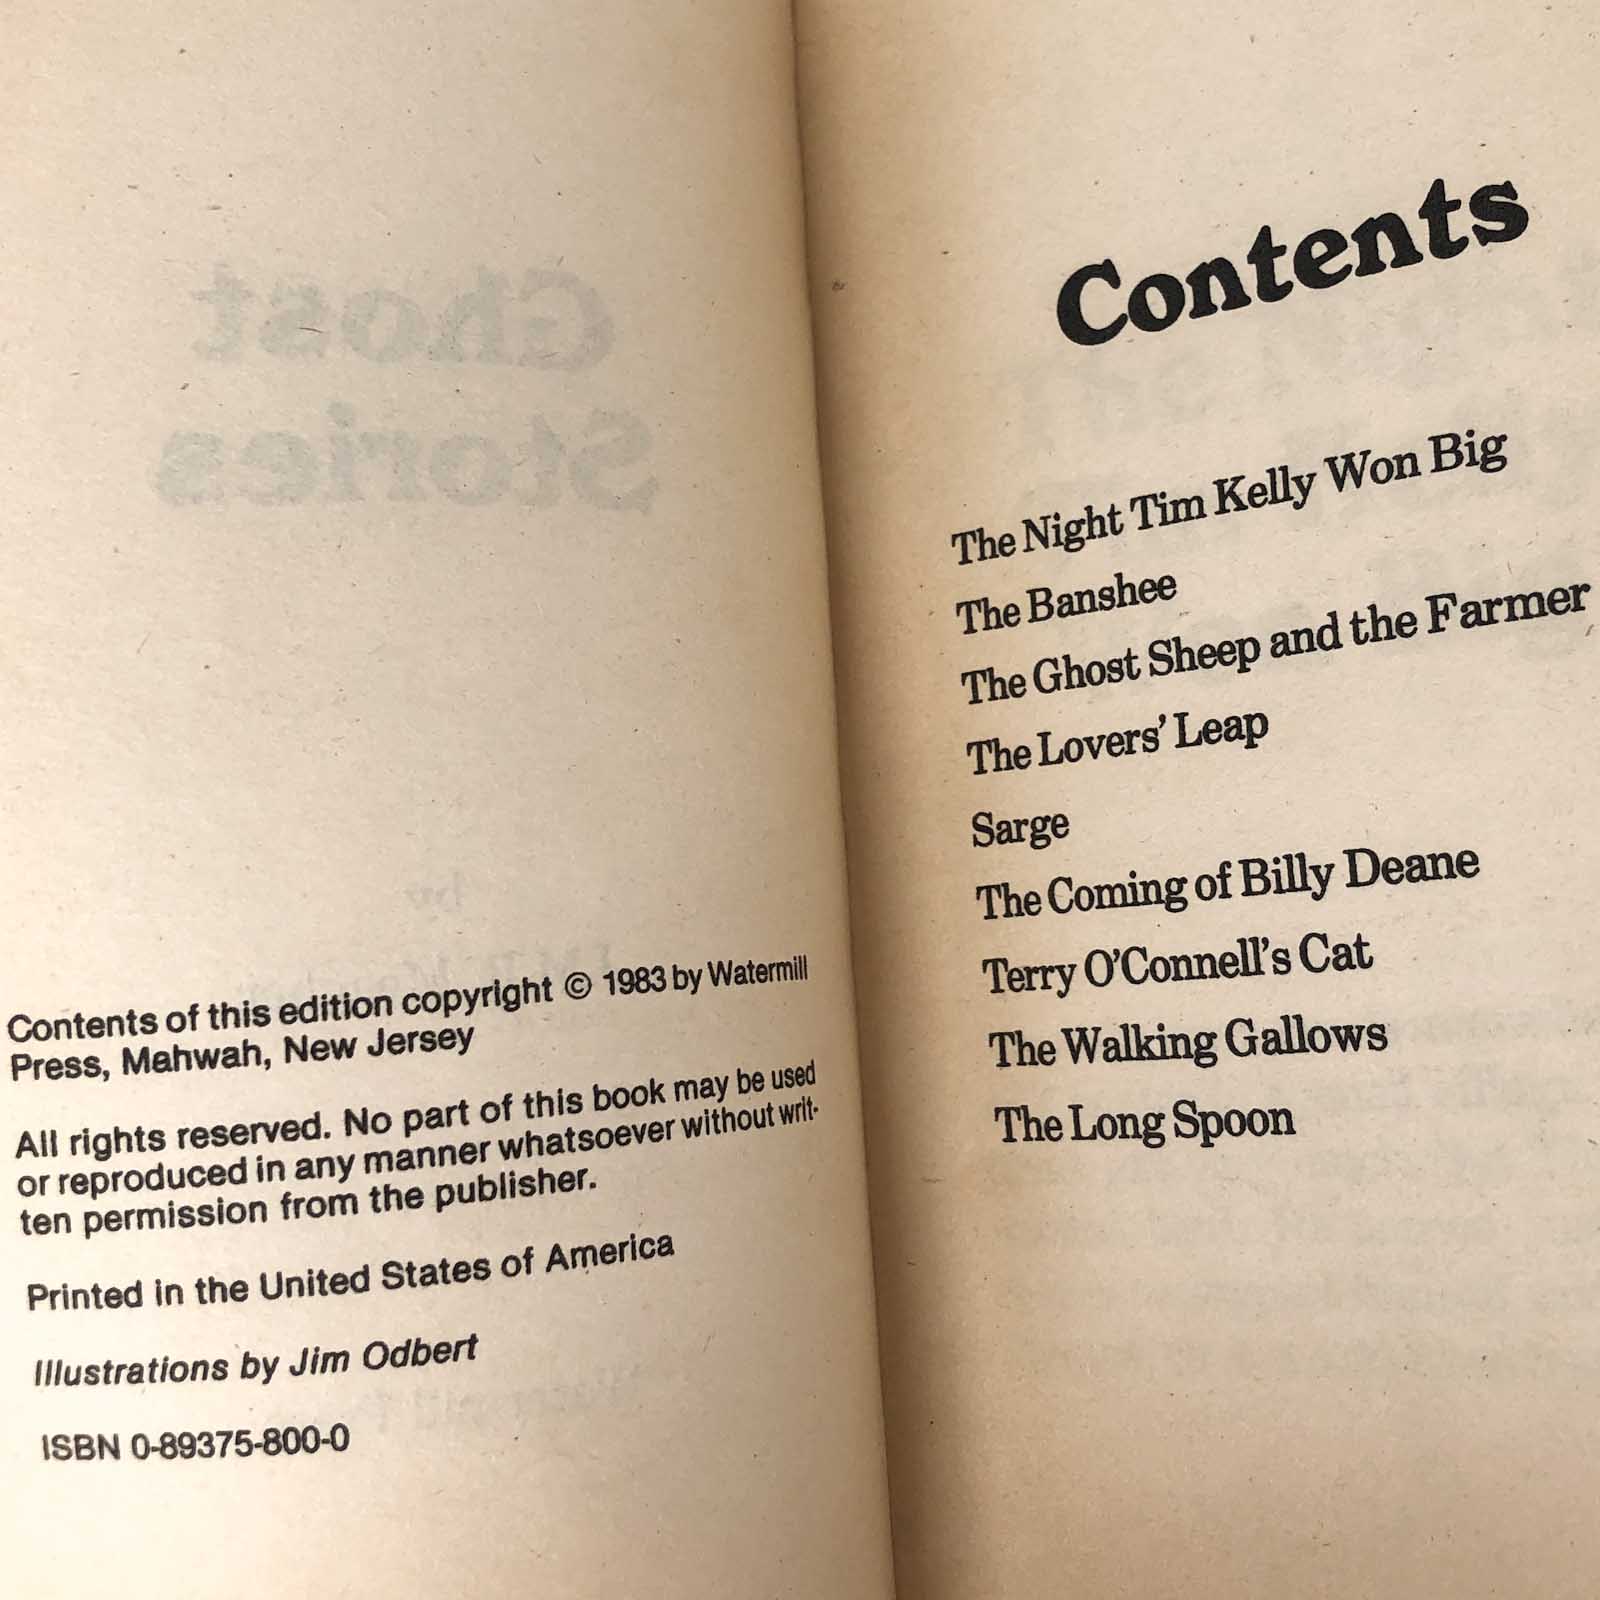 Ghost
Stories
by
Contents of this edition copyright © 1983 by Watermill
Press, Mahwah, New Jersey
All rights reserved. No part of this book may be used
or reproduced in any manner whatsoever without writ-
ten permission from the publisher.
Printed in the United States of America
Illustrations by Jim Odbert
ISBN 0-89375-800-0
Contents
The Night Tim Kelly Won Big
The Banshee
The Ghost Sheep and the Farmer
The Lovers' Leap
Sarge
The Coming of Billy Deane
Terry O'Connell's Cat
The Walking Gallows
The Long Spoon